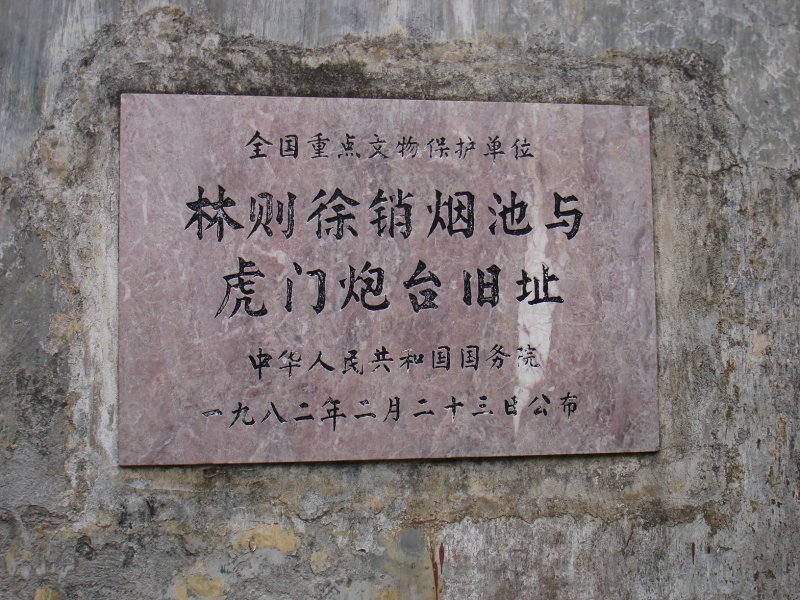 全国重点文物保护单位
林则徐销烟池与
虎门炮台旧址
中华人民共和国国务院
一九八二年二月二十三日公布